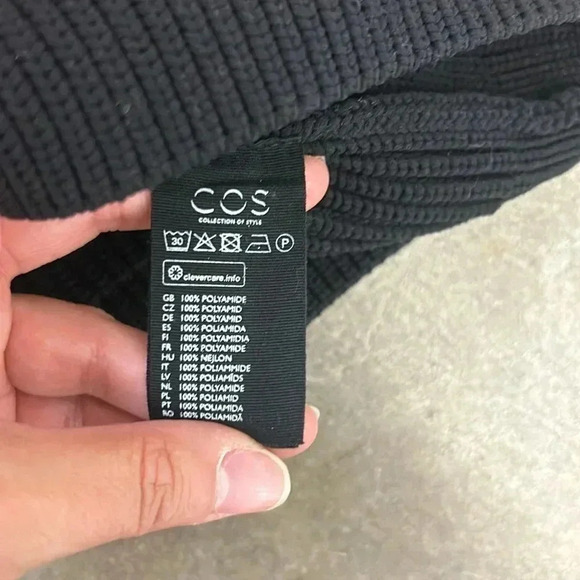 COS
COLLECTION OF STYLE
30 P
clevercare.info
GB 100% POLYAMIDE
CZ 100% POLYAMID
DE 100% POLYAMID
ES 100% POLIAMIDA
FI 100% POLYAMIDIA
FR 100% POLYAMIDE
HU 100% NEJLON
IT 100% POLIAMMIDE
LV 100% POLIAMĪDS
NL 100% POLYAMIDE
PL 100% POLIAMID
PT 100% POLIAMIDA
RO 100% POLIAMIDĂ